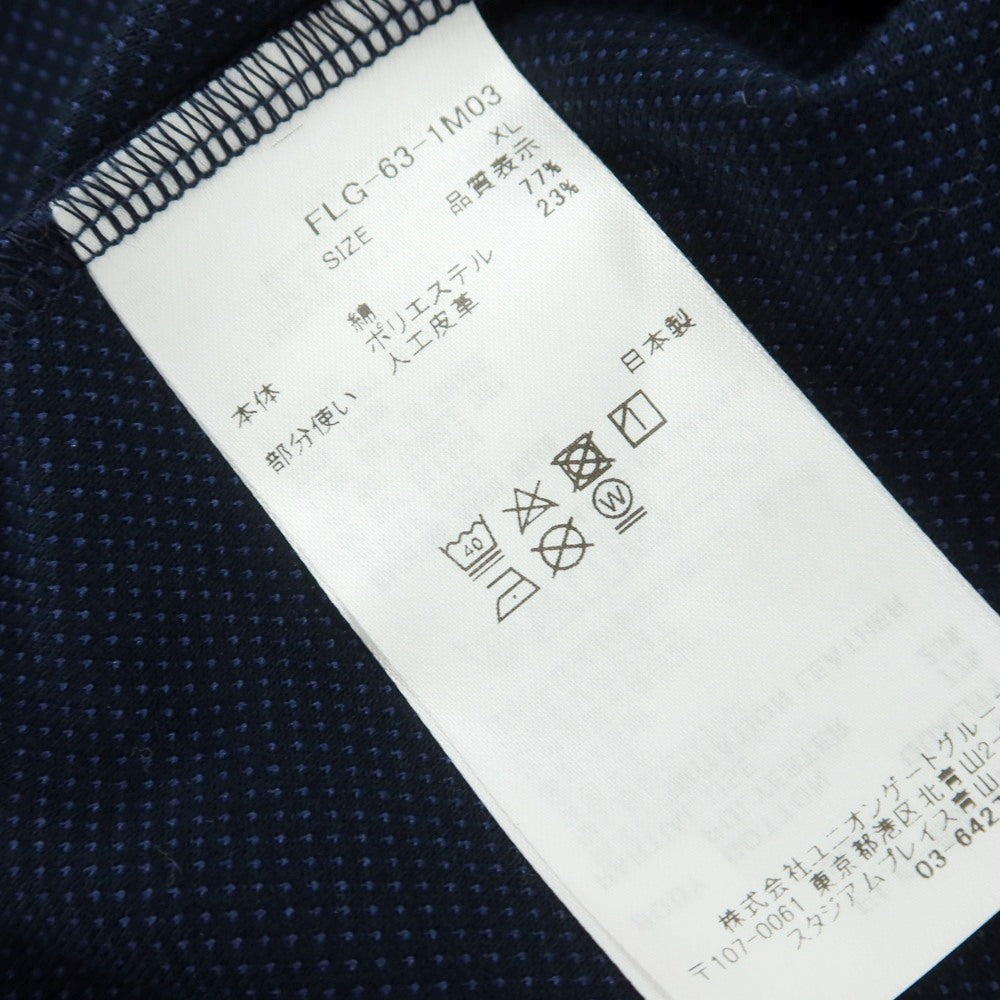 FLG-63-1M03
SIZE XL
品質表示
本体 綿 77%
ポリエステル 23%
部分使い 人工皮革
日本製
40
W
株式会社ユーオンゲートグルー
〒107-0061 東京都港区北青山2-
スタジアムプレイス青山
03-6427